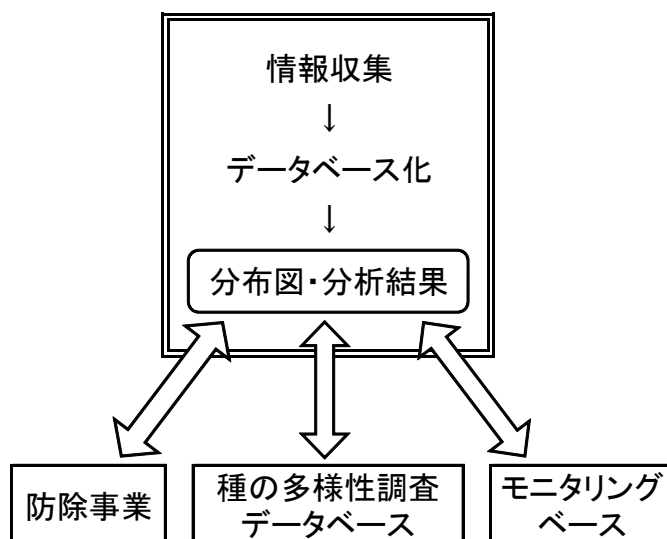 情報収集
↓
データベース化
↓
分布図・分析結果
防除事業
種の多様性調査
データベース
モニタリング
ベース